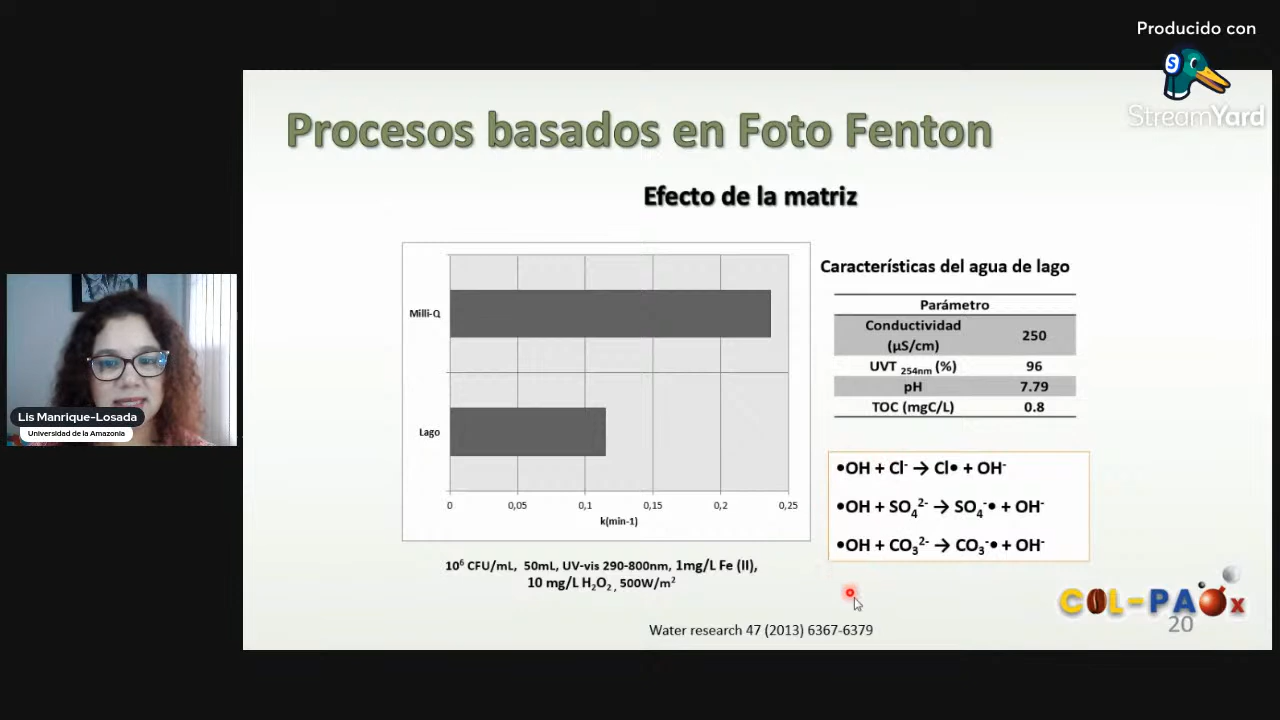 Producido con
S
StreamYard
Procesos basados en Foto Fenton
Efecto de la matriz
Milli-Q
Lago
0 0,05 0,1 0,15 0,2 0,25
k(min-1)
10⁶ CFU/mL, 50mL, UV-vis 290-800nm, 1mg/L Fe (II),
10 mg/L H₂O₂ , 500W/m²
Características del agua de lago
Parámetro
Conductividad
(µS/cm) 250
UVT 254nm (%) 96
pH 7.79
TOC (mgC/L) 0.8
•OH + Cl⁻ → Cl• + OH⁻
•OH + SO₄²⁻ → SO₄⁻• + OH⁻
•OH + CO₃²⁻ → CO₃⁻• + OH⁻
Water research 47 (2013) 6367-6379
COL-PAOx
20
Lis Manrique-Losada
Universidad de la Amazonia